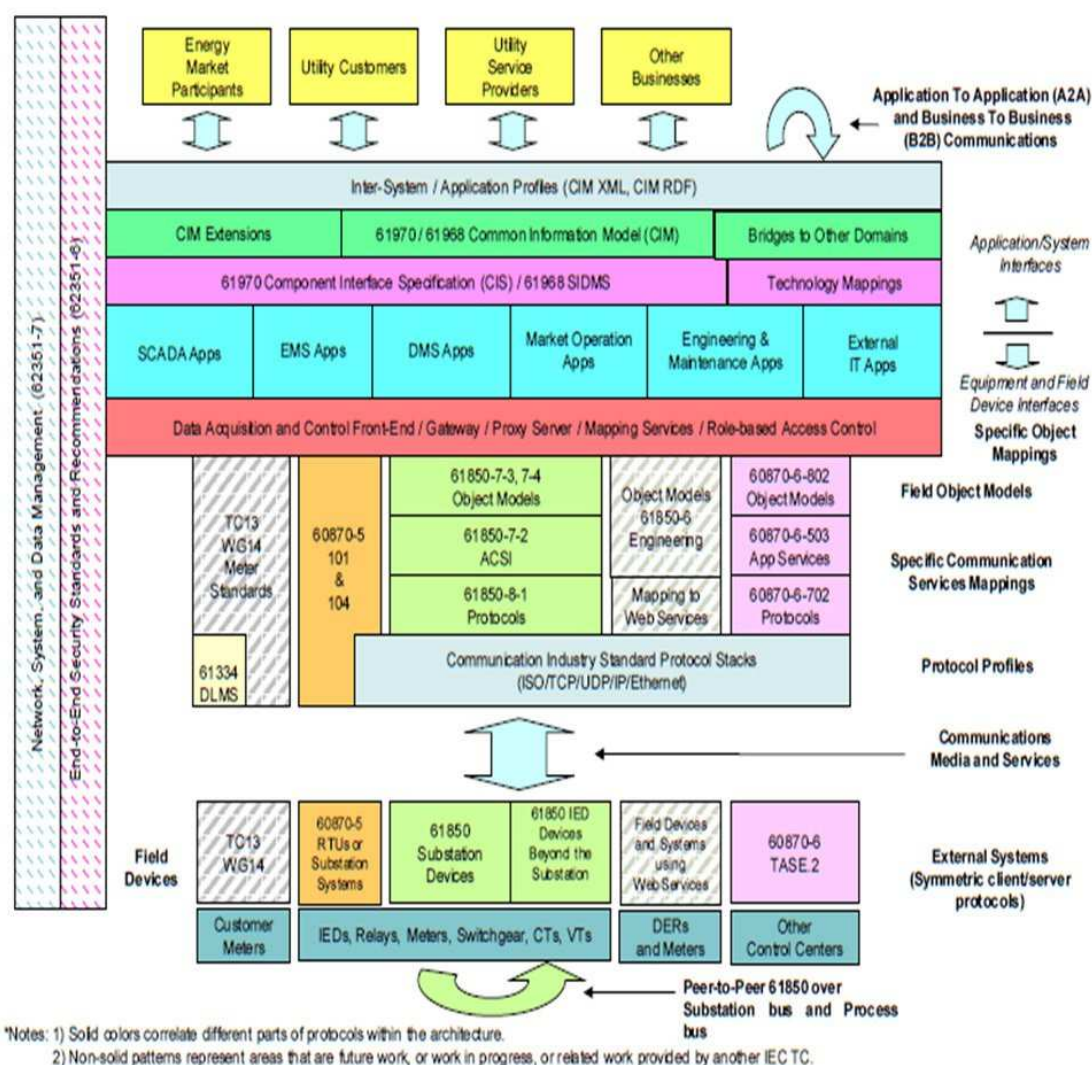 Energy
Market
Participants
Utility Customers
Utility
Service
Providers
Other
Businesses
Application To Application (A2A)
and Business To Business
(B2B) Communications
Inter-System / Application Profiles (CIM XML, CIM RDF)
CIM Extensions
61970 / 61968 Common Information Model (CIM)
Bridges to Other Domains
Application/System
Interfaces
61970 Component Interface Specification (CIS) / 61968 SIDMS
Technology Mappings
SCADA Apps
EMS Apps
DMS Apps
Market Operation
Apps
Engineering &
Maintenance Apps
External
IT Apps
Equipment and Field
Device Interfaces
Data Acquisition and Control Front-End / Gateway / Proxy Server / Mapping Services / Role-based Access Control
Specific Object
Mappings
Network, System, and Data Management (62351-7)
End-to-End Security Standards and Recommendations (62351-6)
TC13
WG14
Meter
Standards
61334
DLMS
60870-5
101
&
104
61850-7-3, 7-4
Object Models
61850-7-2
ACSI
61850-8-1
Protocols
Object Models
61850-6
Engineering
Mapping to
Web Services
60870-6-802
Object Models
60870-6-503
App Services
60870-6-702
Protocols
Field Object Models
Specific Communication
Services Mappings
Communication Industry Standard Protocol Stacks
(ISO/TCP/UDP/IP/Ethernet)
Protocol Profiles
Communications
Media and Services
Field
Devices
TC13
WG14
60870-5
RTUs or
Substation
Systems
61850
Substation
Devices
61850 IED
Devices
Beyond the
Substation
Field Devices
and Systems
using
Web Services
60870-6
TASE.2
External Systems
(Symmetric client/server
protocols)
Customer
Meters
IEDs, Relays, Meters, Switchgear, CTs, VTs
DERs
and Meters
Other
Control Centers
Peer-to-Peer 61850 over
Substation bus and Process
bus
*Notes: 1) Solid colors correlate different parts of protocols within the architecture.
2) Non-solid patterns represent areas that are future work, or work in progress, or related work provided by another IEC TC.